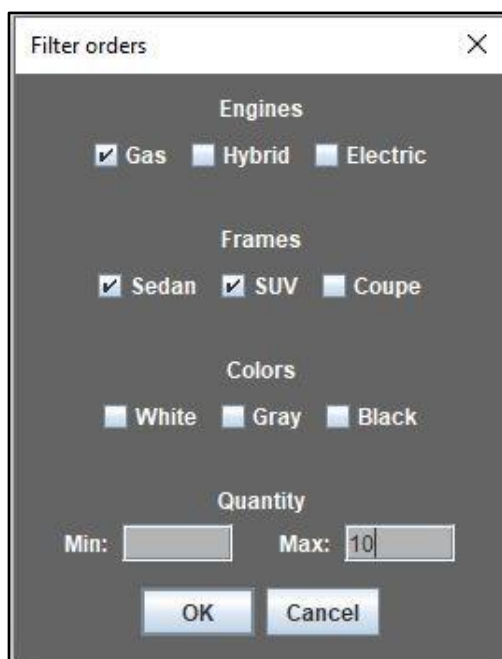 Filter orders
Engines
Gas Hybrid Electric
Frames
Sedan SUV Coupe
Colors
White Gray Black
Quantity
Min: Max: 10
OK Cancel